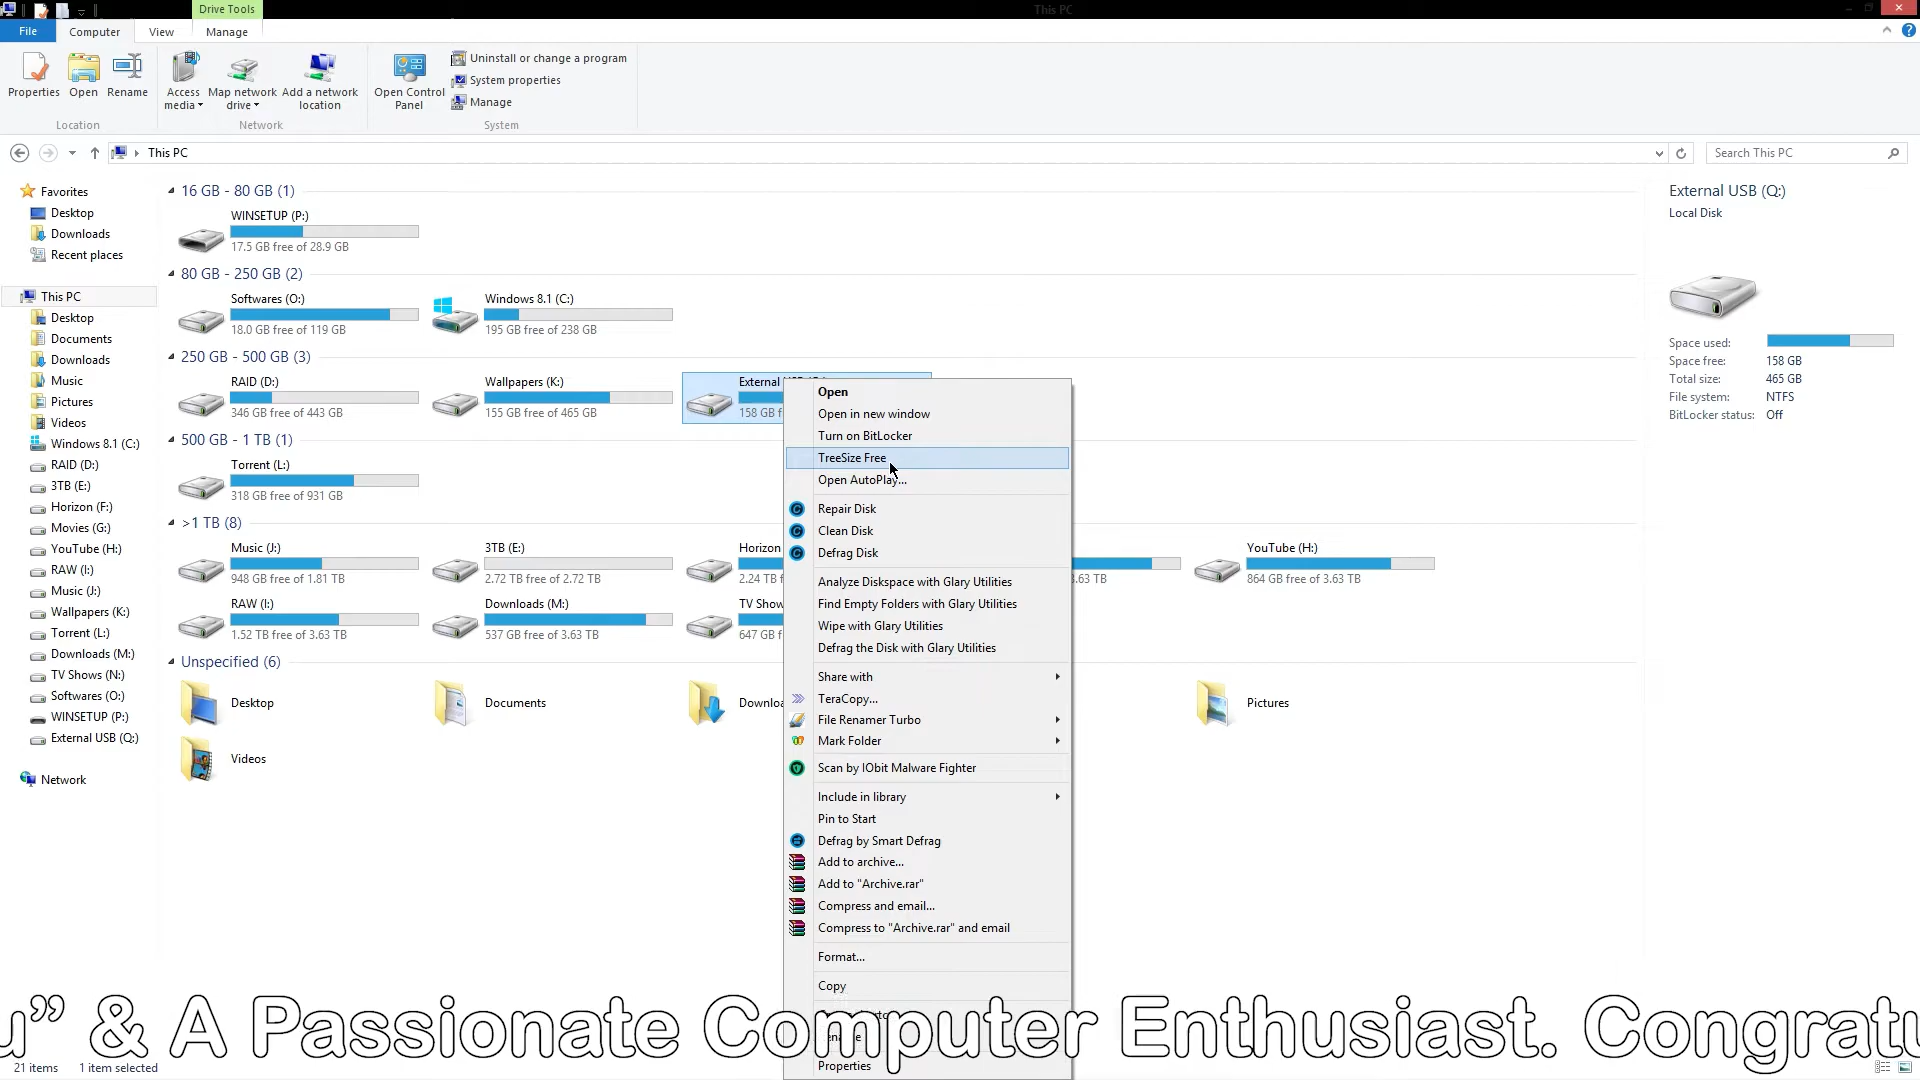 Drive Tools
This PC
File
Computer
View
Manage
Properties
Open
Rename
Access media
Map network drive
Add a network location
Open Control Panel
Uninstall or change a program
System properties
Manage
Location
Network
System
This PC
Search This PC
Favorites
Desktop
Downloads
Recent places
This PC
Desktop
Documents
Downloads
Music
Pictures
Videos
Windows 8.1 (C:)
RAID (D:)
3TB (E:)
Horizon (F:)
Movies (G:)
YouTube (H:)
RAW (I:)
Music (J:)
Wallpapers (K:)
Torrent (L:)
Downloads (M:)
TV Shows (N:)
Softwares (O:)
WINSETUP (P:)
External USB (Q:)
Network
16 GB - 80 GB (1)
WINSETUP (P:)
17.5 GB free of 28.9 GB
80 GB - 250 GB (2)
Softwares (O:)
18.0 GB free of 119 GB
Windows 8.1 (C:)
195 GB free of 238 GB
250 GB - 500 GB (3)
RAID (D:)
346 GB free of 443 GB
Wallpapers (K:)
155 GB free of 465 GB
External
158 GB f
500 GB - 1 TB (1)
Torrent (L:)
318 GB free of 931 GB
>1 TB (8)
Music (J:)
948 GB free of 1.81 TB
3TB (E:)
2.72 TB free of 2.72 TB
Horizon
2.24 TB f
3.63 TB
YouTube (H:)
864 GB free of 3.63 TB
RAW (I:)
1.52 TB free of 3.63 TB
Downloads (M:)
537 GB free of 3.63 TB
TV Show
647 GB f
Unspecified (6)
Desktop
Documents
Downloa
Pictures
Videos
Open
Open in new window
Turn on BitLocker
TreeSize Free
Open AutoPlay...
Repair Disk
Clean Disk
Defrag Disk
Analyze Diskspace with Glary Utilities
Find Empty Folders with Glary Utilities
Wipe with Glary Utilities
Defrag the Disk with Glary Utilities
Share with
TeraCopy...
File Renamer Turbo
Mark Folder
Scan by IObit Malware Fighter
Include in library
Pin to Start
Defrag by Smart Defrag
Add to archive...
Add to "Archive.rar"
Compress and email...
Compress to "Archive.rar" and email
Format...
Copy
Properties
External USB (Q:)
Local Disk
Space used:
Space free: 158 GB
Total size: 465 GB
File system: NTFS
BitLocker status: Off
u” & A Passionate Computer Enthusiast. Congratu
21 items
1 item selected